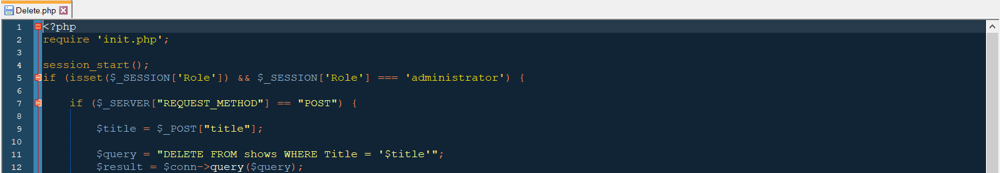 Delete.php
1 <?php
2 require 'init.php';
3
4 session_start();
5 if (isset($_SESSION['Role']) && $_SESSION['Role'] === 'administrator') {
6
7 if ($_SERVER["REQUEST_METHOD"] == "POST") {
8
9 $title = $_POST["title"];
10
11 $query = "DELETE FROM shows WHERE Title = '$title'";
12 $result = $conn->query($query);